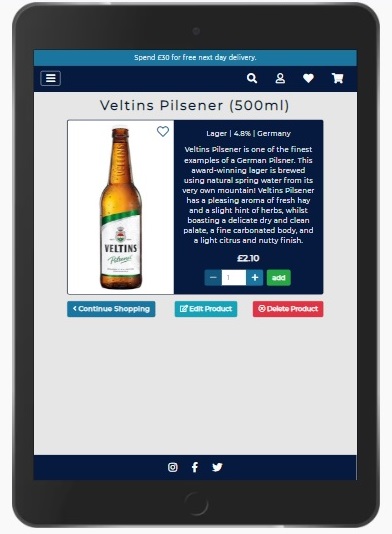 Spend £30 for free next day delivery.
Veltins Pilsener (500ml)
VELTINS
Pilsener
Lager | 4.8% | Germany
Veltins Pilsener is one of the finest
examples of a German Pilsner. This
award-winning lager is brewed
using natural spring water from its
very own mountain! Veltins Pilsener
has a pleasing aroma of fresh hay
and a slight hint of herbs, whilst
boasting a delicate dry and clean
palate, a fine carbonated body, and
a light citrus and nutty finish.
£2.10
− 1 + add
Continue Shopping
Edit Product
Delete Product